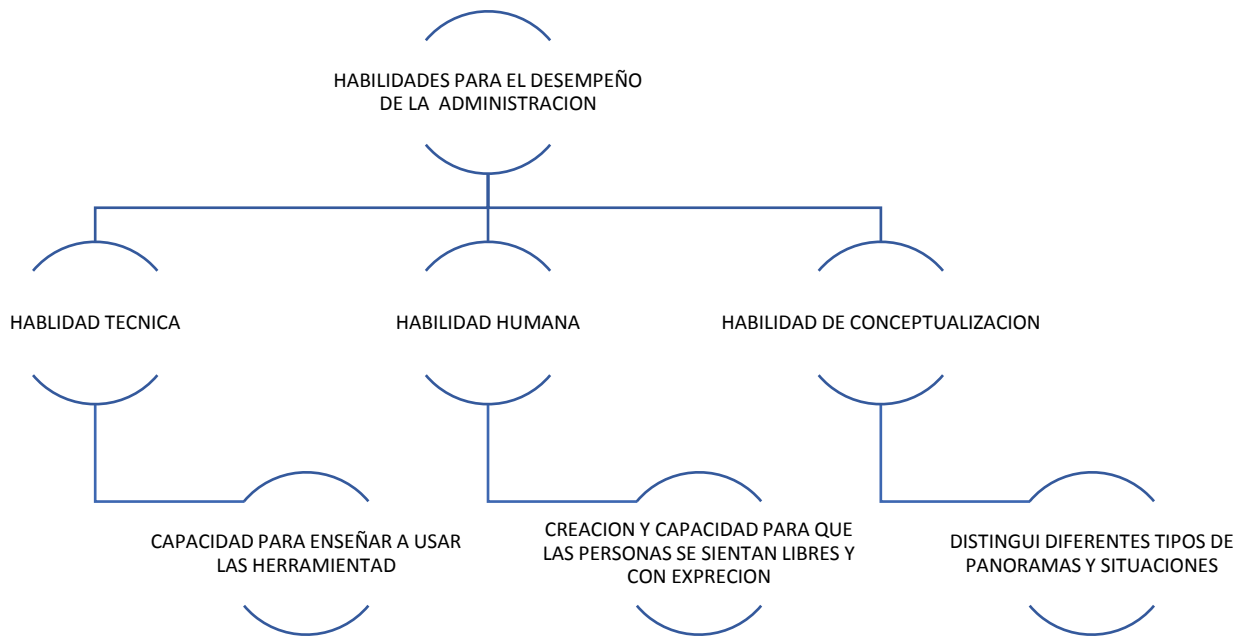 HABILIDADES PARA EL DESEMPEÑO
DE LA ADMINISTRACION
HABLIDAD TECNICA
HABILIDAD HUMANA
HABILIDAD DE CONCEPTUALIZACION
CAPACIDAD PARA ENSEÑAR A USAR
LAS HERRAMIENTAD
CREACION Y CAPACIDAD PARA QUE
LAS PERSONAS SE SIENTAN LIBRES Y
CON EXPRECION
DISTINGUI DIFERENTES TIPOS DE
PANORAMAS Y SITUACIONES